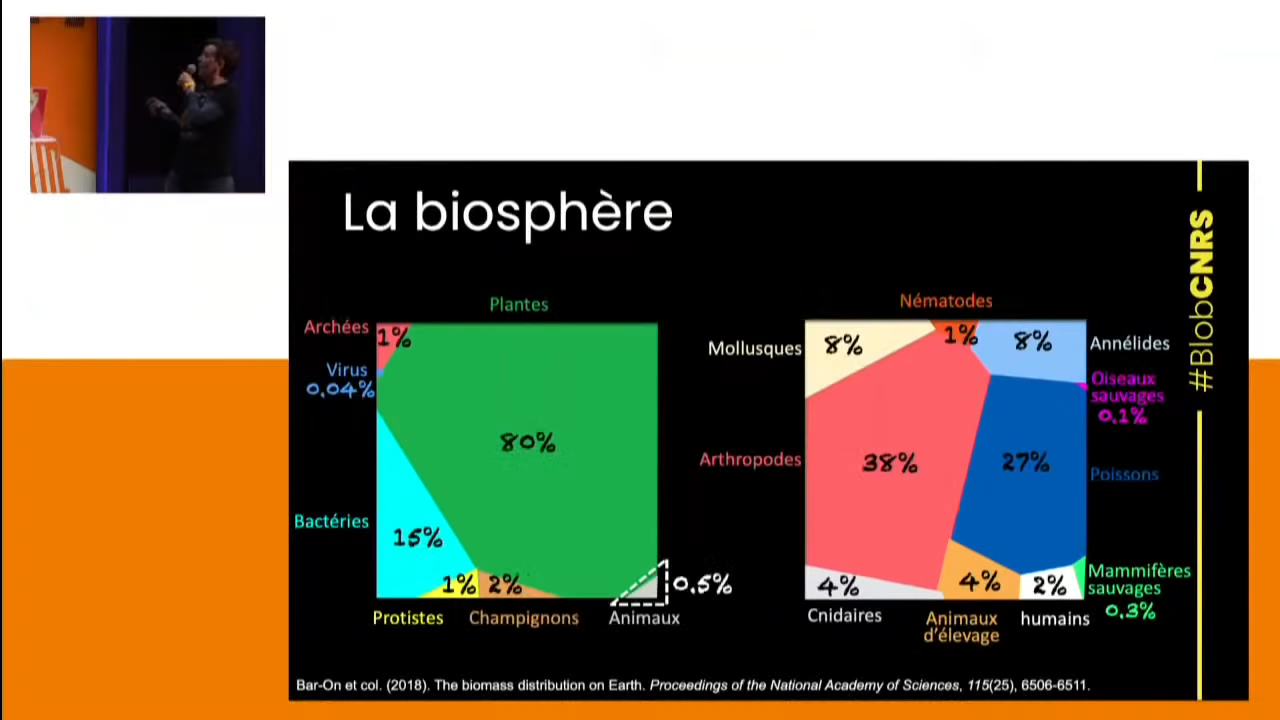 La biosphère
#BlobCNRS
Plantes
Archées
1%
Virus
0.04%
80%
Bactéries
15%
1%
2%
0.5%
Protistes
Champignons
Animaux
Nématodes
Mollusques
8%
1%
8%
Annélides
Oiseaux
sauvages
0.1%
Arthropodes
38%
27%
Poissons
4%
4%
2%
Mammifères
sauvages
0.3%
Cnidaires
Animaux
d'élevage
humains
Bar-On et col. (2018). The biomass distribution on Earth. Proceedings of the National Academy of Sciences, 115(25), 6506-6511.